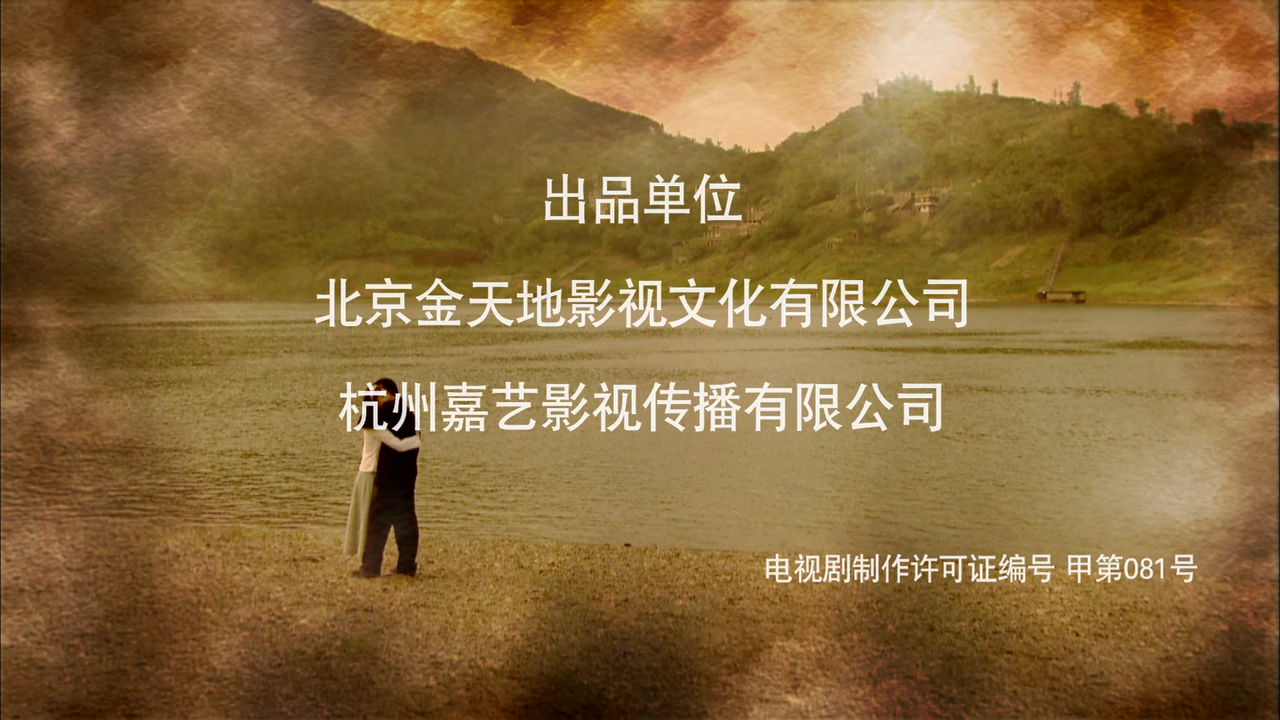 出品单位
北京金天地影视文化有限公司
杭州嘉艺影视传播有限公司
电视剧制作许可证编号 甲第081号